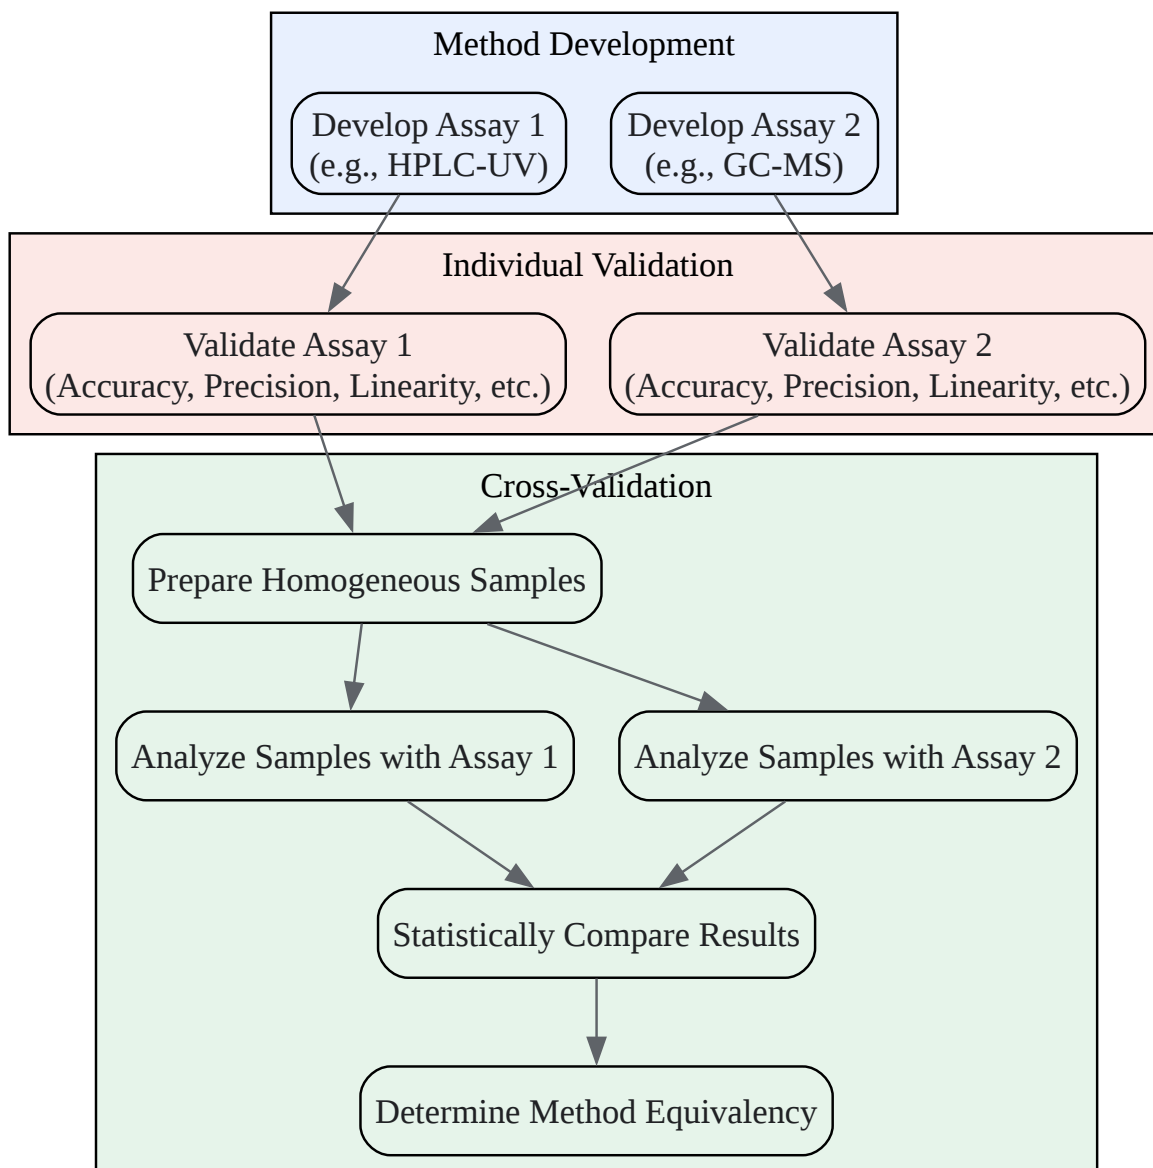 Method Development
Develop Assay 1
(e.g., HPLC-UV)
Develop Assay 2
(e.g., GC-MS)
Individual Validation
Validate Assay 1
(Accuracy, Precision, Linearity, etc.)
Validate Assay 2
(Accuracy, Precision, Linearity, etc.)
Cross-Validation
Prepare Homogeneous Samples
Analyze Samples with Assay 1
Analyze Samples with Assay 2
Statistically Compare Results
Determine Method Equivalency